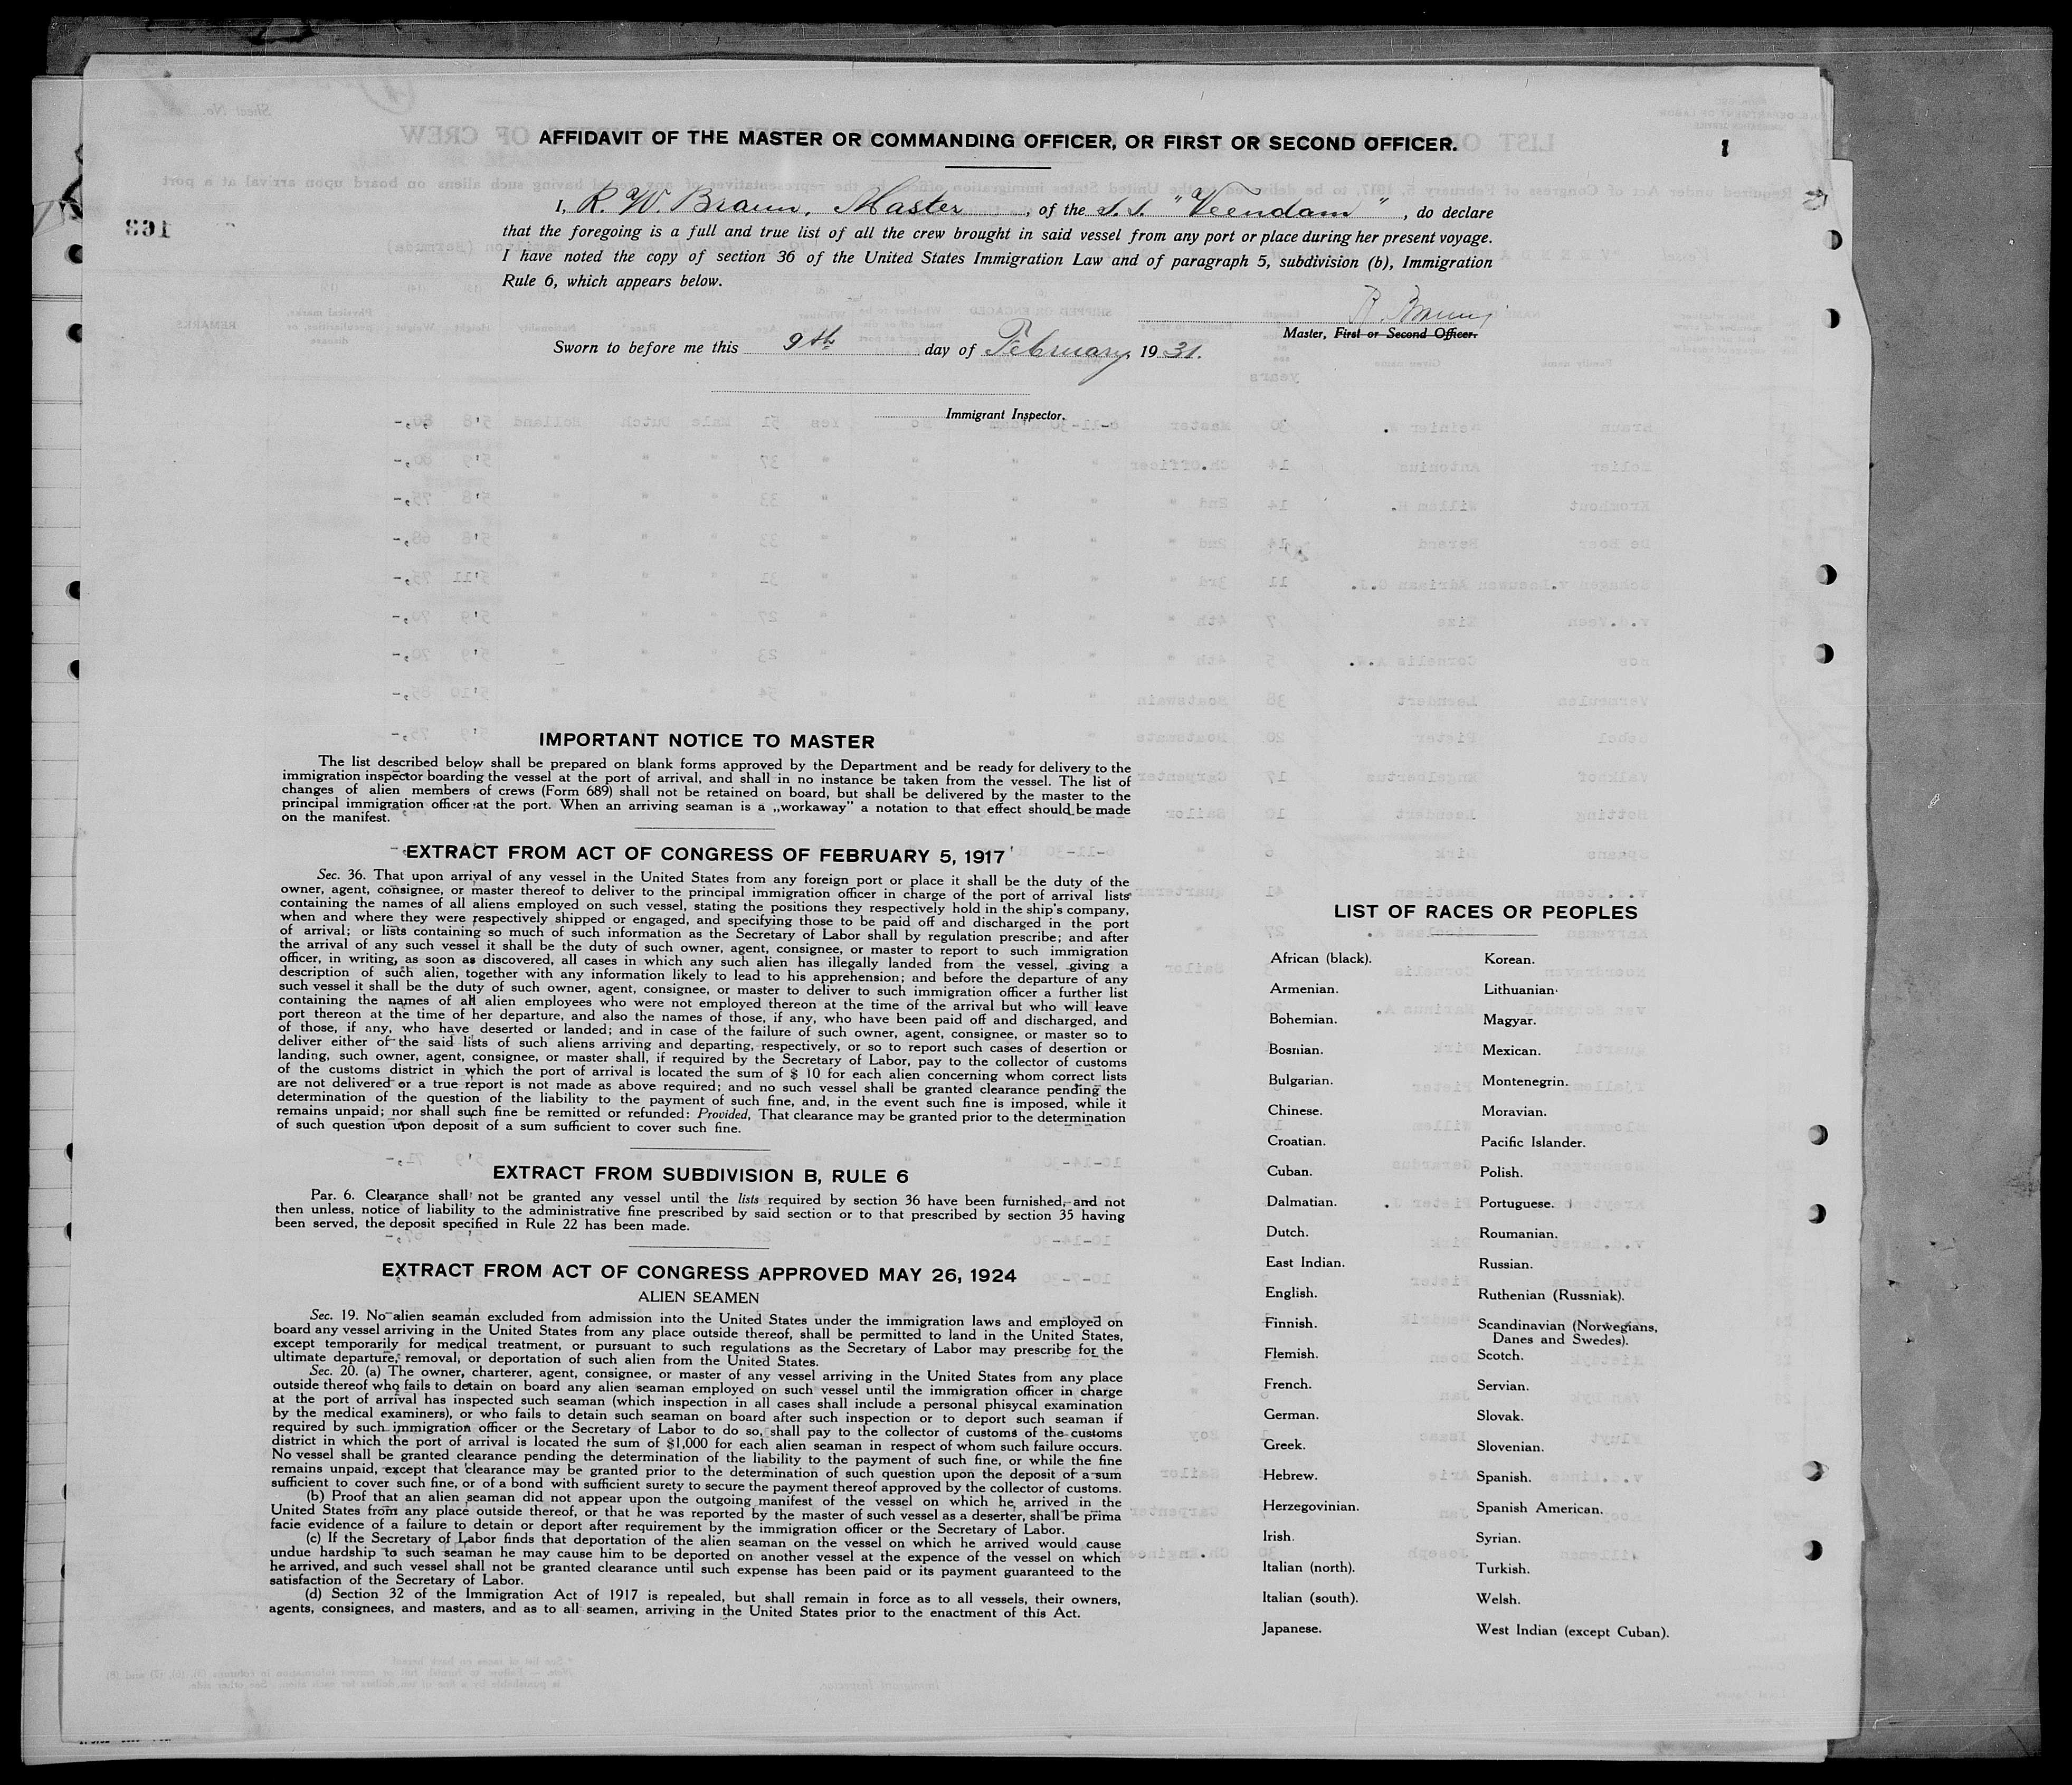 AFFIDAVIT OF THE MASTER OR COMMANDING OFFICER, OR FIRST OR SECOND OFFICER.
1
I, R. W. Braun, Master, of the S.S. "Veendam", do declare
that the foregoing is a full and true list of all the crew brought in said vessel from any port or place during her present voyage.
I have noted the copy of section 36 of the United States Immigration Law and of paragraph 5, subdivision (b), Immigration
Rule 6, which appears below.
R. Braun
Master, First or Second Officer.
Sworn to before me this 9th day of February, 1931.
Immigrant Inspector.
IMPORTANT NOTICE TO MASTER
The list described below shall be prepared on blank forms approved by the Department and be ready for delivery to the
immigration inspector boarding the vessel at the port of arrival, and shall in no instance be taken from the vessel. The list of
changes of alien members of crews (Form 689) shall not be retained on board, but shall be delivered by the master to the
principal immigration officer at the port. When an arriving seaman is a „workaway" a notation to that effect should be made
on the manifest.
EXTRACT FROM ACT OF CONGRESS OF FEBRUARY 5, 1917
Sec. 36. That upon arrival of any vessel in the United States from any foreign port or place it shall be the duty of the
owner, agent, consignee, or master thereof to deliver to the principal immigration officer in charge of the port of arrival lists
containing the names of all aliens employed on such vessel, stating the positions they respectively hold in the ship's company,
when and where they were respectively shipped or engaged, and specifying those to be paid off and discharged in the port
of arrival; or lists containing so much of such information as the Secretary of Labor shall by regulation prescribe; and after
the arrival of any such vessel it shall be the duty of such owner, agent, consignee, or master to report to such immigration
officer, in writing, as soon as discovered, all cases in which any such alien has illegally landed from the vessel, giving a
description of such alien, together with any information likely to lead to his apprehension; and before the departure of any
such vessel it shall be the duty of such owner, agent, consignee, or master to deliver to such immigration officer a further list
containing the names of all alien employees who were not employed thereon at the time of the arrival but who will leave
port thereon at the time of her departure, and also the names of those, if any, who have been paid off and discharged, and
of those, if any, who have deserted or landed; and in case of the failure of such owner, agent, consignee, or master so to
deliver either of the said lists of such aliens arriving and departing, respectively, or so to report such cases of desertion or
landing, such owner, agent, consignee, or master shall, if required by the Secretary of Labor, pay to the collector of customs
of the customs district in which the port of arrival is located the sum of $ 10 for each alien concerning whom correct lists
are not delivered or a true report is not made as above required; and no such vessel shall be granted clearance pending the
determination of the question of the liability to the payment of such fine, and, in the event such fine is imposed, while it
remains unpaid; nor shall such fine be remitted or refunded: Provided, That clearance may be granted prior to the determination
of such question upon deposit of a sum sufficient to cover such fine.
EXTRACT FROM SUBDIVISION B, RULE 6
Par. 6. Clearance shall not be granted any vessel until the lists required by section 36 have been furnished, and not
then unless, notice of liability to the administrative fine prescribed by said section or to that prescribed by section 35 having
been served, the deposit specified in Rule 22 has been made.
EXTRACT FROM ACT OF CONGRESS APPROVED MAY 26, 1924
ALIEN SEAMEN
Sec. 19. No alien seaman excluded from admission into the United States under the immigration laws and employed on
board any vessel arriving in the United States from any place outside thereof, shall be permitted to land in the United States,
except temporarily for medical treatment, or pursuant to such regulations as the Secretary of Labor may prescribe for the
ultimate departure, removal, or deportation of such alien from the United States.
Sec. 20. (a) The owner, charterer, agent, consignee, or master of any vessel arriving in the United States from any place
outside thereof who fails to detain on board any alien seaman employed on such vessel until the immigration officer in charge
at the port of arrival has inspected such seaman (which inspection in all cases shall include a personal phisycal examination
by the medical examiners), or who fails to detain such seaman on board after such inspection or to deport such seaman if
required by such immigration officer or the Secretary of Labor to do so, shall pay to the collector of customs of the customs
district in which the port of arrival is located the sum of $1,000 for each alien seaman in respect of whom such failure occurs.
No vessel shall be granted clearance pending the determination of the liability to the payment of such fine, or while the fine
remains unpaid, except that clearance may be granted prior to the determination of such question upon the deposit of a sum
sufficient to cover such fine, or of a bond with sufficient surety to secure the payment thereof approved by the collector of customs.
(b) Proof that an alien seaman did not appear upon the outgoing manifest of the vessel on which he arrived in the
United States from any place outside thereof, or that he was reported by the master of such vessel as a deserter, shall be prima
facie evidence of a failure to detain or deport after requirement by the immigration officer or the Secretary of Labor.
(c) If the Secretary of Labor finds that deportation of the alien seaman on the vessel on which he arrived would cause
undue hardship to such seaman he may cause him to be deported on another vessel at the expence of the vessel on which
he arrived, and such vessel shall not be granted clearance until such expense has been paid or its payment guaranteed to the
satisfaction of the Secretary of Labor.
(d) Section 32 of the Immigration Act of 1917 is repealed, but shall remain in force as to all vessels, their owners,
agents, consignees, and masters, and as to all seamen, arriving in the United States prior to the enactment of this Act.
LIST OF RACES OR PEOPLES
African (black).
Armenian.
Bohemian.
Bosnian.
Bulgarian.
Chinese.
Croatian.
Cuban.
Dalmatian.
Dutch.
East Indian.
English.
Finnish.
Flemish.
French.
German.
Greek.
Hebrew.
Herzegovinian.
Irish.
Italian (north).
Italian (south).
Japanese.
Korean.
Lithuanian.
Magyar.
Mexican.
Montenegrin.
Moravian.
Pacific Islander.
Polish.
Portuguese.
Roumanian.
Russian.
Ruthenian (Russniak).
Scandinavian (Norwegians,
Danes and Swedes).
Scotch.
Servian.
Slovak.
Slovenian.
Spanish.
Spanish American.
Syrian.
Turkish.
Welsh.
West Indian (except Cuban).